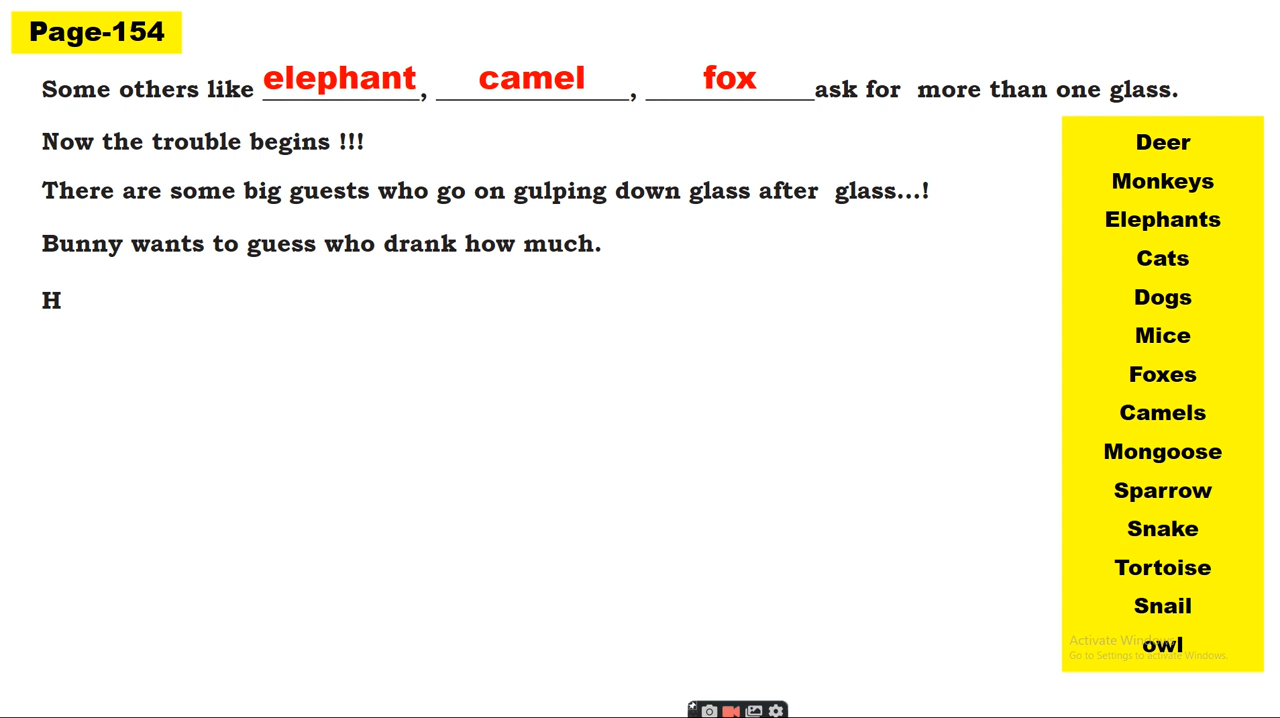 Page-154
Some others like elephant, camel, fox ask for more than one glass.
Now the trouble begins !!!
There are some big guests who go on gulping down glass after glass...!
Bunny wants to guess who drank how much.
H
Deer
Monkeys
Elephants
Cats
Dogs
Mice
Foxes
Camels
Mongoose
Sparrow
Snake
Tortoise
Snail
owl
Activate Windows
Go to Settings to activate Windows.